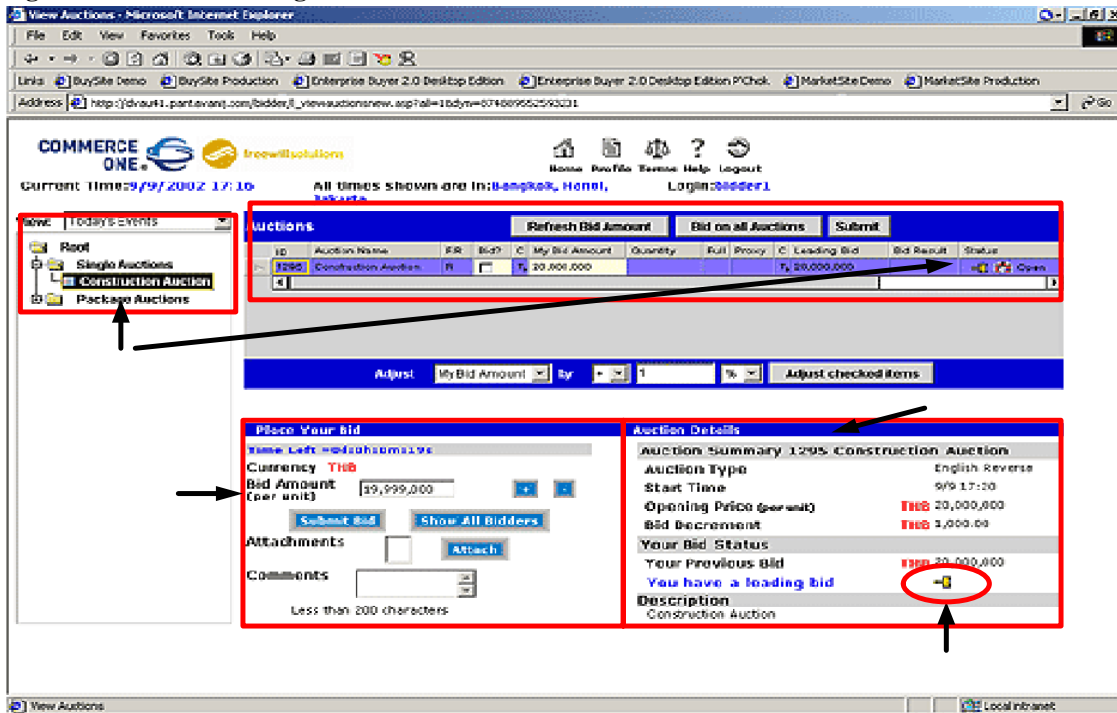 View Auctions - Microsoft Internet Explorer
File Edit View Favorites Tools Help
Links BuySite Demo BuySite Production Enterprise Buyer 2.0 Desktop Edition Enterprise Buyer 2.0 Desktop Edition P'Chok MarketSite Demo MarketSite Production
Address Go
COMMERCE ONE. freewillsolutions
Home Profile Terms Help Logout
Current Time:9/9/2002 17:16 All times shown are in:Bangkok, Hanoi, Jakarta Login:bidder1
View: Today's Events
Root
Single Auctions
Construction Auction
Package Auctions
Auctions Refresh Bid Amount Bid on all Auctions Submit
ID Auction Name Bid? C My Bid Amount Quantity Full Proxy C Leading Bid Bid Result Status
1295 Construction Auction R 20,000,000 20,000,000 Open
Adjust My Bid Amount by + 1 % Adjust checked items
Place Your Bid
Time Left
Currency THB
Bid Amount (per unit) 19,999,000 + -
Submit Bid Show All Bidders
Attachments Attach
Comments
Less than 200 characters
Auction Details
Auction Summary 1295 Construction Auction
Auction Type English Reverse
Start Time 9/9 17:20
Opening Price (per unit) THB 20,000,000
Bid Decrement THB 1,000.00
Your Bid Status
Your Previous Bid THB 20,000,000
You have a leading bid
Description
Construction Auction
View Auctions Local intranet